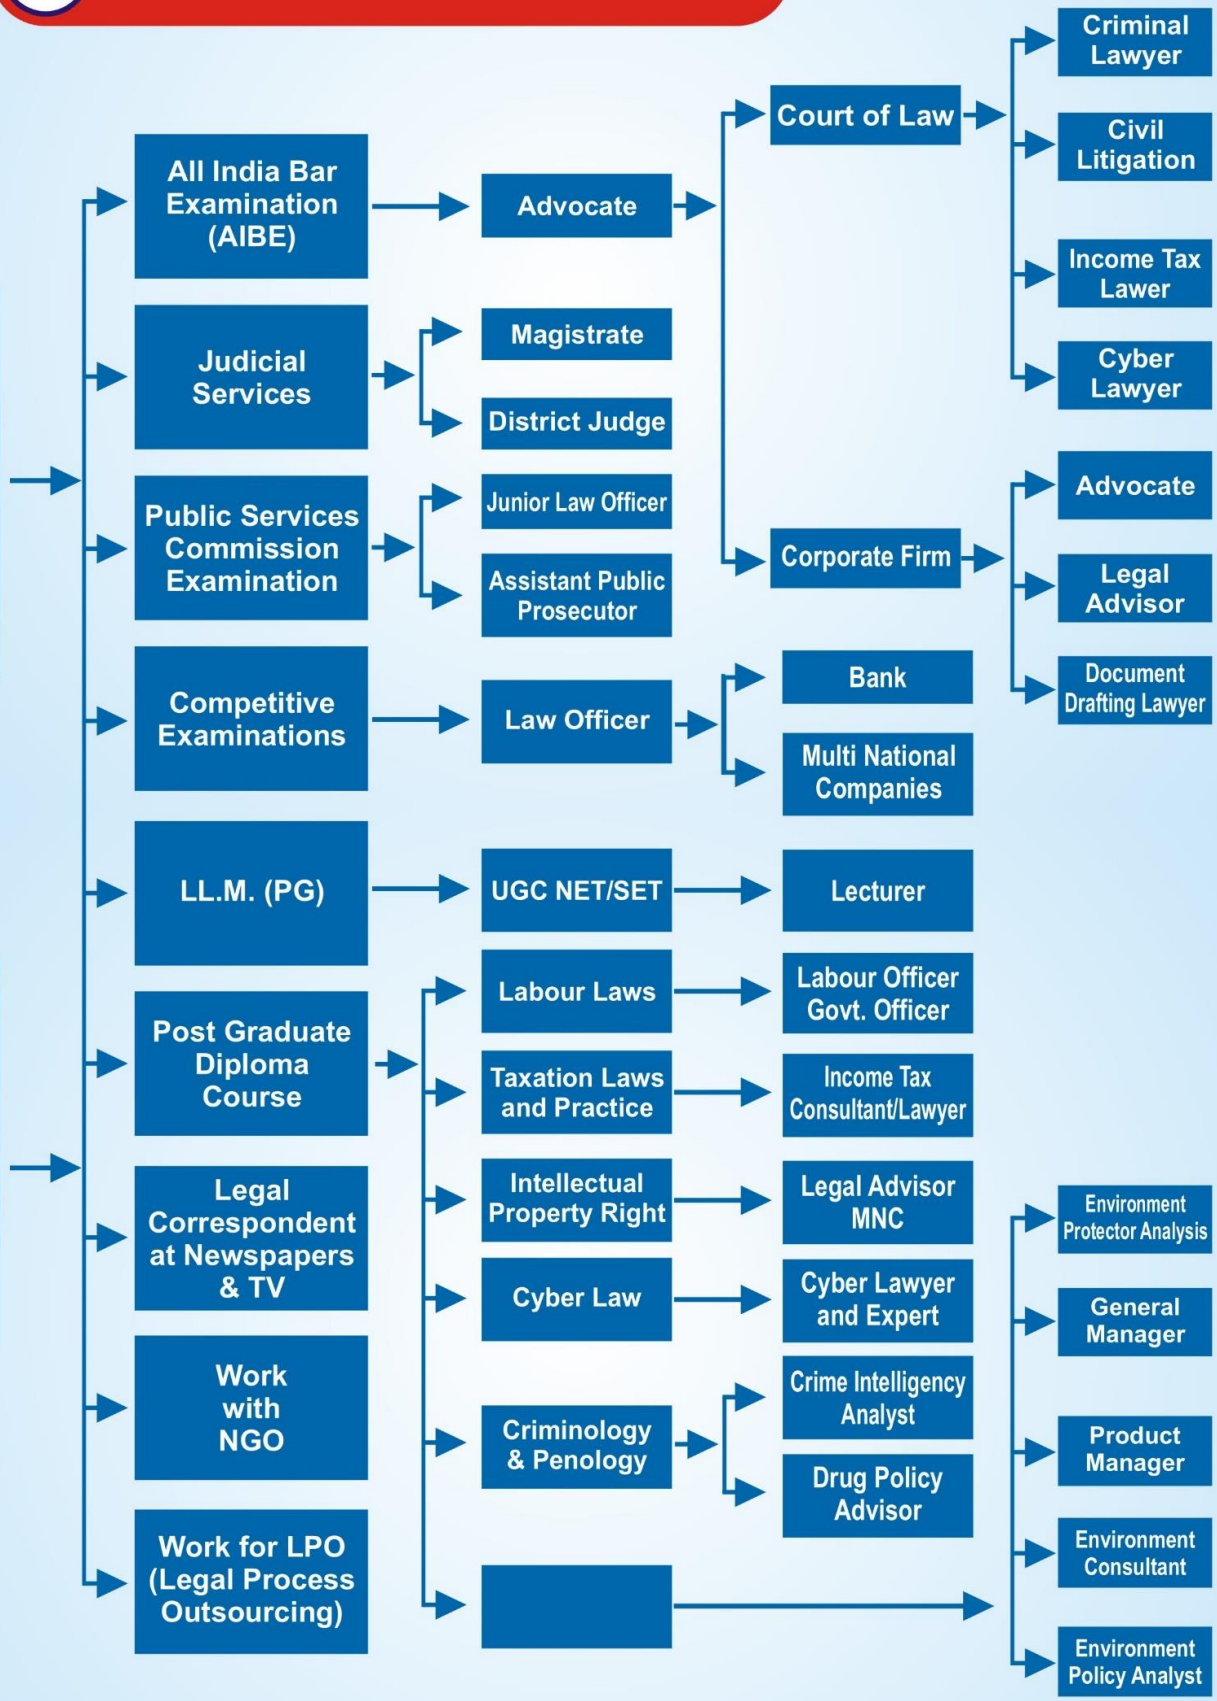 All India Bar
Examination
(AIBE)
Judicial
Services
Public Services
Commission
Examination
Competitive
Examinations
LL.M. (PG)
Post Graduate
Diploma
Course
Legal
Correspondent
at Newspapers
& TV
Work
with
NGO
Work for LPO
(Legal Process
Outsourcing)
Advocate
Magistrate
District Judge
Junior Law Officer
Assistant Public
Prosecutor
Law Officer
UGC NET/SET
Labour Laws
Taxation Laws
and Practice
Intellectual
Property Right
Cyber Law
Criminology
& Penology
Court of Law
Corporate Firm
Bank
Multi National
Companies
Lecturer
Labour Officer
Govt. Officer
Income Tax
Consultant/Lawyer
Legal Advisor
MNC
Cyber Lawyer
and Expert
Crime Intelligency
Analyst
Drug Policy
Advisor
Criminal
Lawyer
Civil
Litigation
Income Tax
Lawer
Cyber
Lawyer
Advocate
Legal
Advisor
Document
Drafting Lawyer
Environment
Protector Analysis
General
Manager
Product
Manager
Environment
Consultant
Environment
Policy Analyst